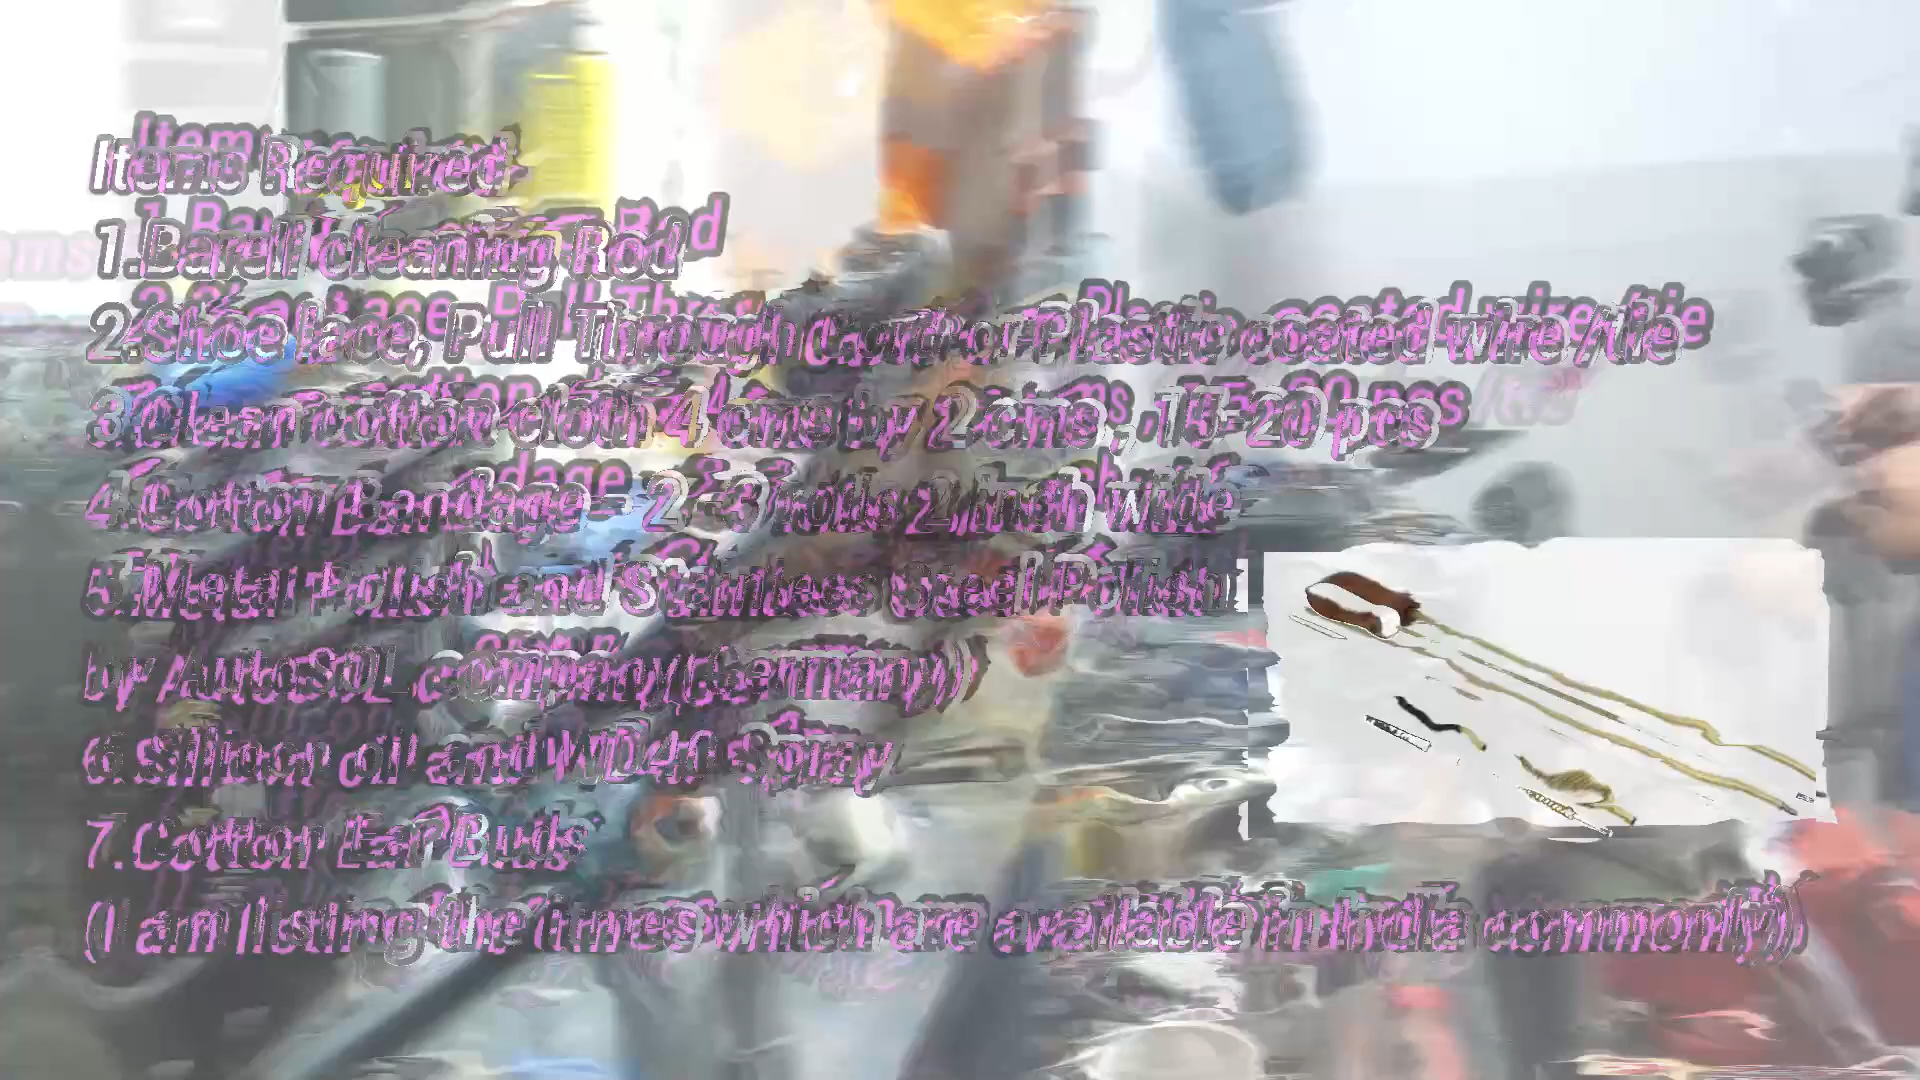 Items Required
1.Barell cleaning Rod
2.Shoe lace, Pull Through Cord or Plastic coated wire /tie
3.Clean cotton cloth 4 cms by 2 cms , 15-20 pcs
4.Cotton Bandage - 2 -3 rolls 2 inch wide
5.Metal Polish and Stainless Steel Polish
by AutoSOL company(Germany)
6.Silicon oil and WD40 Spray
7.Cotton Ear Buds
(I am listing the times which are available in India commonly)